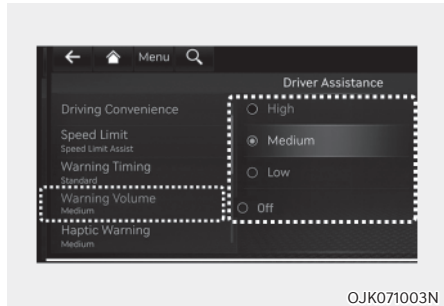 Menu
Driver Assistance
Driving Convenience
Speed Limit
Speed Limit Assist
Warning Timing
Standard
Warning Volume
Medium
Haptic Warning
Medium
High
Medium
Low
Off
OJK071003N